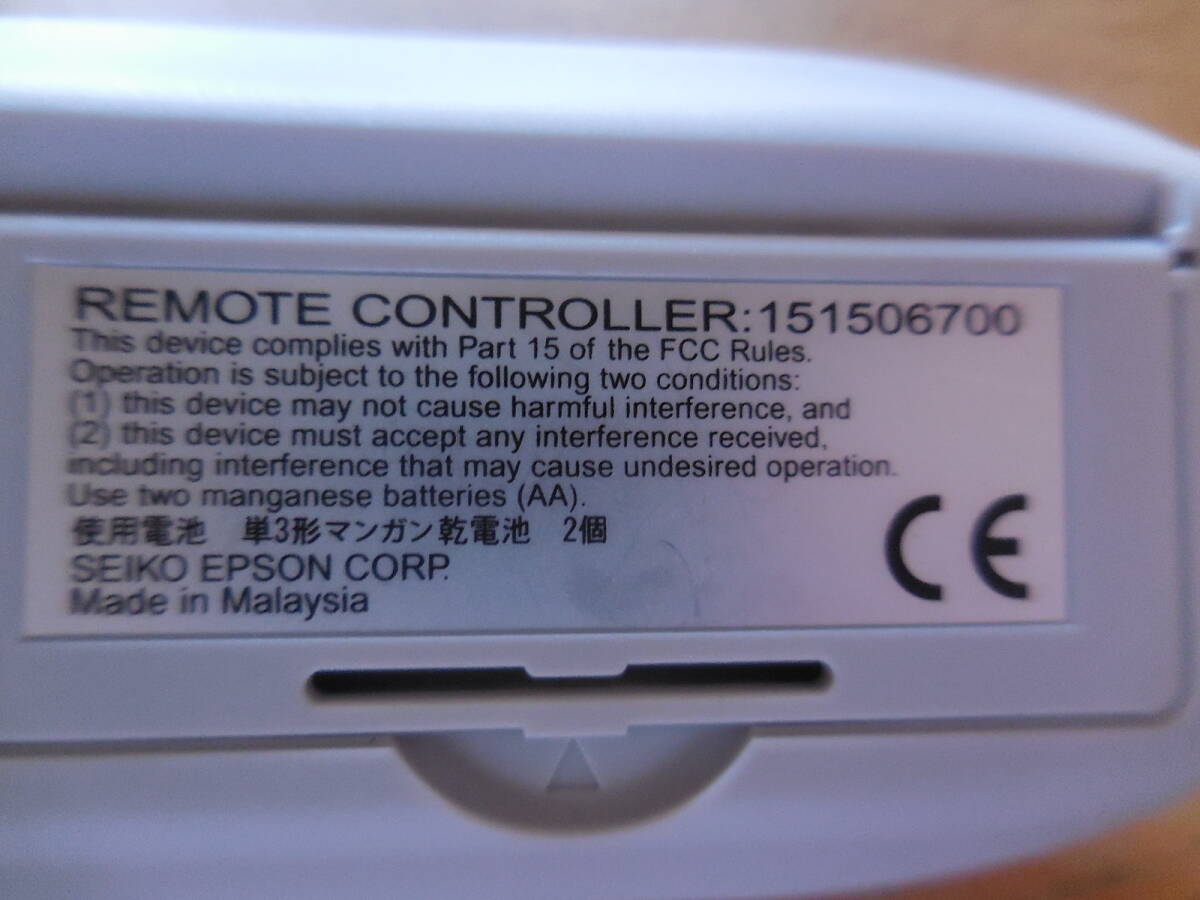 REMOTE CONTROLLER:151506700
This device complies with Part 15 of the FCC Rules.
Operation is subject to the following two conditions:
(1) this device may not cause harmful interference, and
(2) this device must accept any interference received,
including interference that may cause undesired operation.
Use two manganese batteries (AA).
使用電池 単3形マンガン乾電池 2個
SEIKO EPSON CORP.
Made in Malaysia
CE